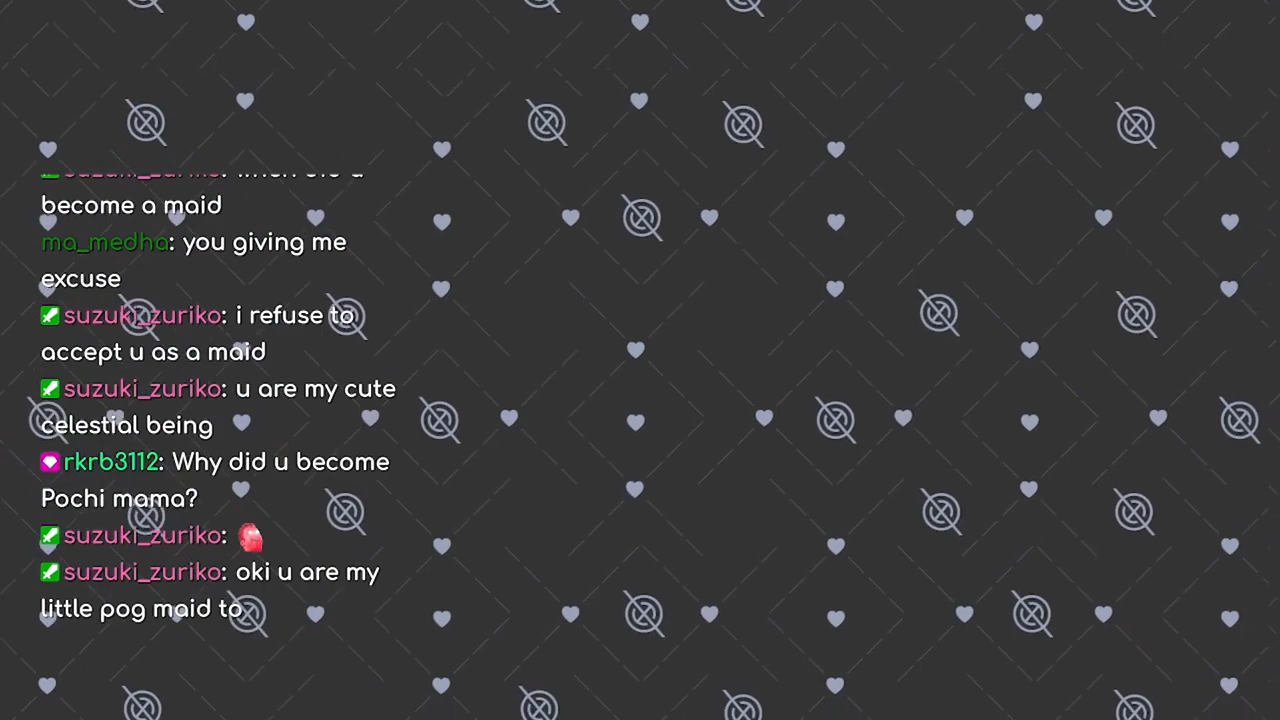 become a maid
ma_medha: you giving me
excuse
suzuki_zuriko: i refuse to
accept u as a maid
suzuki_zuriko: u are my cute
celestial being
rkrb3112: Why did u become
Pochi mama?
suzuki_zuriko:
suzuki_zuriko: oki u are my
little pog maid to